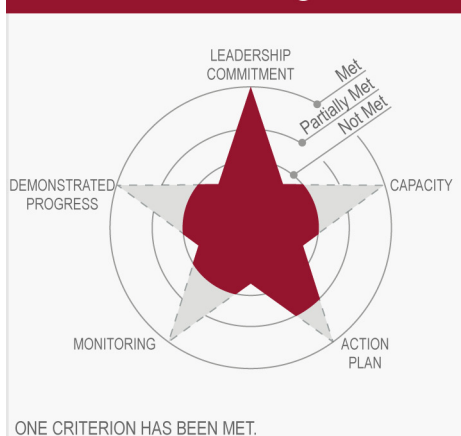 LEADERSHIP
COMMITMENT
Met
Partially Met
Not Met
DEMONSTRATED
PROGRESS
CAPACITY
MONITORING
ACTION
PLAN
ONE CRITERION HAS BEEN MET.